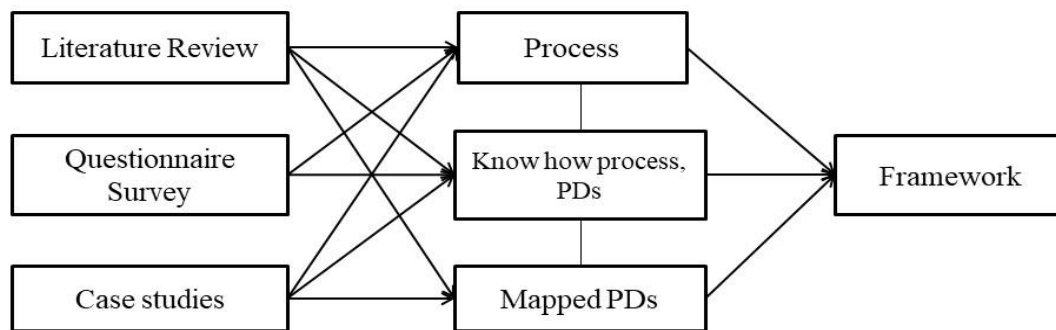 Literature Review
Process
Questionnaire
Survey
Know how process,
PDs
Framework
Case studies
Mapped PDs